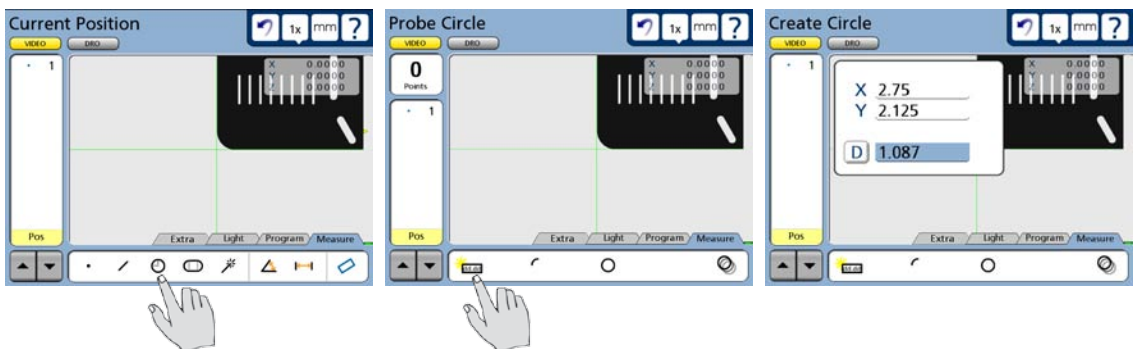 Current Position
1x mm ?
VIDEO DRO
1
X 0.0000
Y 0.0000
Z 0.0000
Pos
Extra Light Program Measure
Probe Circle
1x mm ?
VIDEO DRO
0
Points
1
X 0.0000
Y 0.0000
Z 0.0000
Pos
Extra Light Program Measure
Create Circle
1x mm ?
VIDEO DRO
1
X 0.0000
Y 0.0000
Z 0.0000
X 2.75
Y 2.125
D 1.087
Pos
Extra Light Program Measure